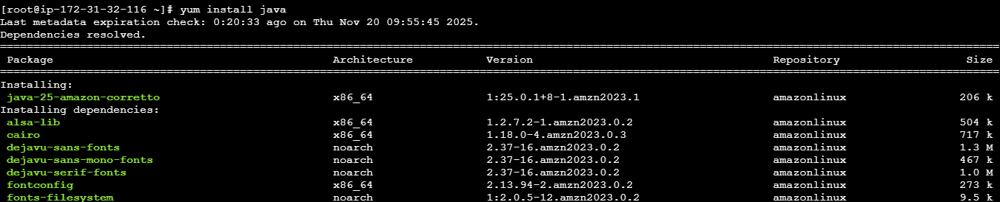 [root@ip-172-31-32-116 ~]# yum install java
Last metadata expiration check: 0:20:33 ago on Thu Nov 20 09:55:45 2025.
Dependencies resolved.
Package Architecture Version Repository Size
Installing:
java-25-amazon-corretto x86_64 1:25.0.1+8-1.amzn2023.1 amazonlinux 206 k
Installing dependencies:
alsa-lib x86_64 1.2.7.2-1.amzn2023.0.2 amazonlinux 504 k
cairo x86_64 1.18.0-4.amzn2023.0.3 amazonlinux 717 k
dejavu-sans-fonts noarch 2.37-16.amzn2023.0.2 amazonlinux 1.3 M
dejavu-sans-mono-fonts noarch 2.37-16.amzn2023.0.2 amazonlinux 467 k
dejavu-serif-fonts noarch 2.37-16.amzn2023.0.2 amazonlinux 1.0 M
fontconfig x86_64 2.13.94-2.amzn2023.0.2 amazonlinux 273 k
fonts-filesystem noarch 1:2.0.5-12.amzn2023.0.2 amazonlinux 9.5 k